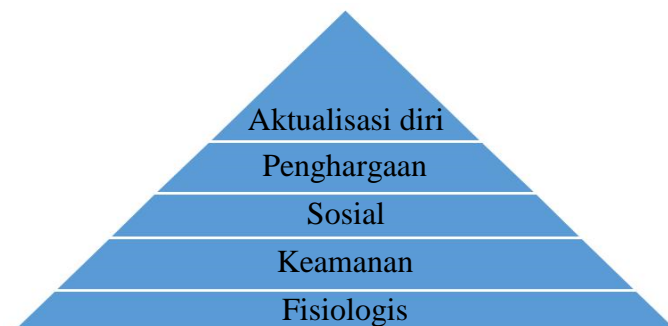 Aktualisasi diri
Penghargaan
Sosial
Keamanan
Fisiologis